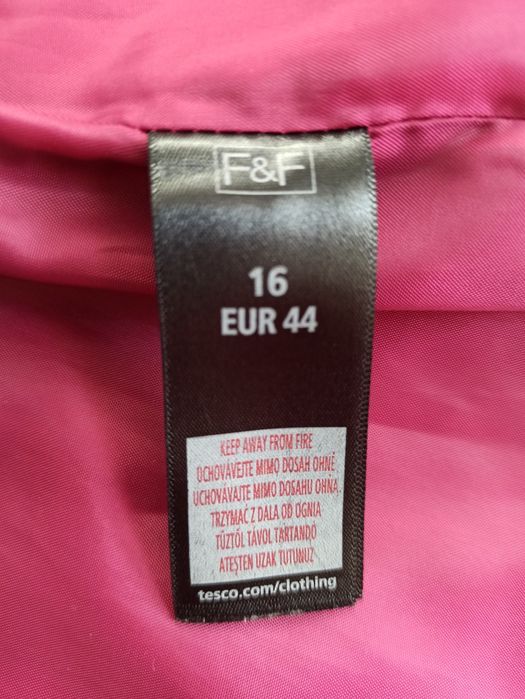 F&F
16
EUR 44
KEEP AWAY FROM FIRE
UCHOVÁVEJTE MIMO DOSAH OHNĚ
UCHOVÁVAJTE MIMO DOSAHU OHŇA.
TRZYMAĆ Z DALA OD OGNIA
TŰZTŐL TÁVOL TARTANDÓ
ATEŞTEN UZAK TUTUNUZ
tesco.com/clothing